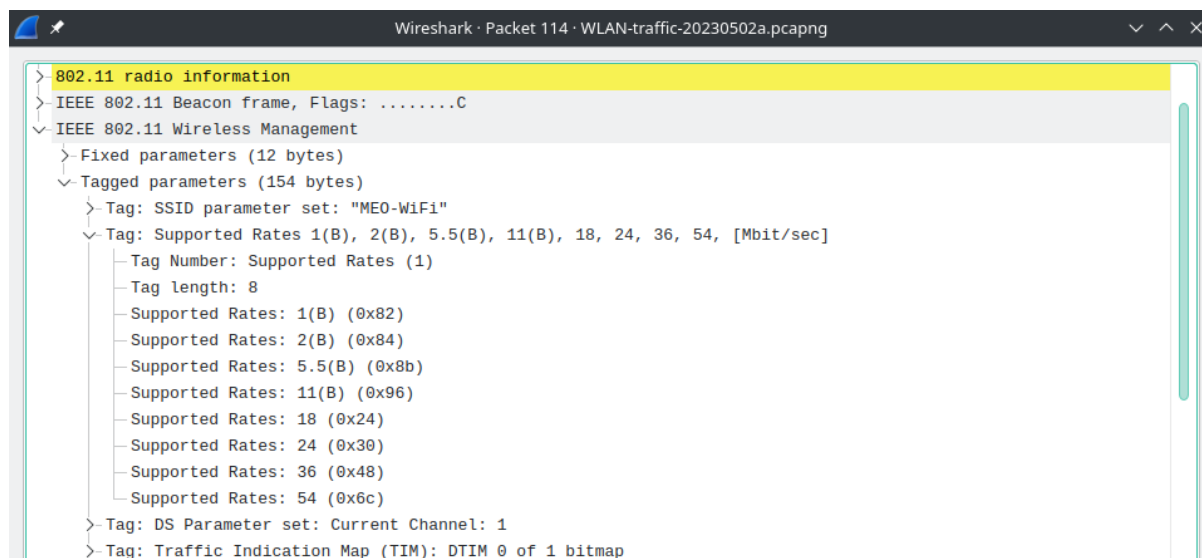 Wireshark · Packet 114 · WLAN-traffic-20230502a.pcapng
802.11 radio information
IEEE 802.11 Beacon frame, Flags: ........C
IEEE 802.11 Wireless Management
Fixed parameters (12 bytes)
Tagged parameters (154 bytes)
Tag: SSID parameter set: "MEO-WiFi"
Tag: Supported Rates 1(B), 2(B), 5.5(B), 11(B), 18, 24, 36, 54, [Mbit/sec]
Tag Number: Supported Rates (1)
Tag length: 8
Supported Rates: 1(B) (0x82)
Supported Rates: 2(B) (0x84)
Supported Rates: 5.5(B) (0x8b)
Supported Rates: 11(B) (0x96)
Supported Rates: 18 (0x24)
Supported Rates: 24 (0x30)
Supported Rates: 36 (0x48)
Supported Rates: 54 (0x6c)
Tag: DS Parameter set: Current Channel: 1
Tag: Traffic Indication Map (TIM): DTIM 0 of 1 bitmap